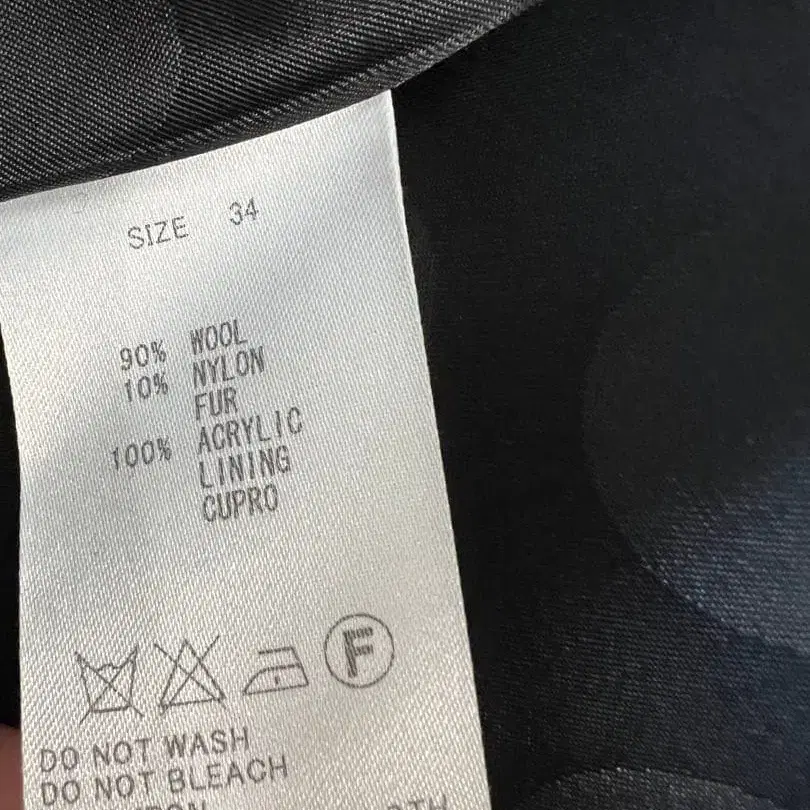 SIZE 34
90% WOOL
10% NYLON
FUR
100% ACRYLIC
LINING
CUPRO
F
DO NOT WASH
DO NOT BLEACH